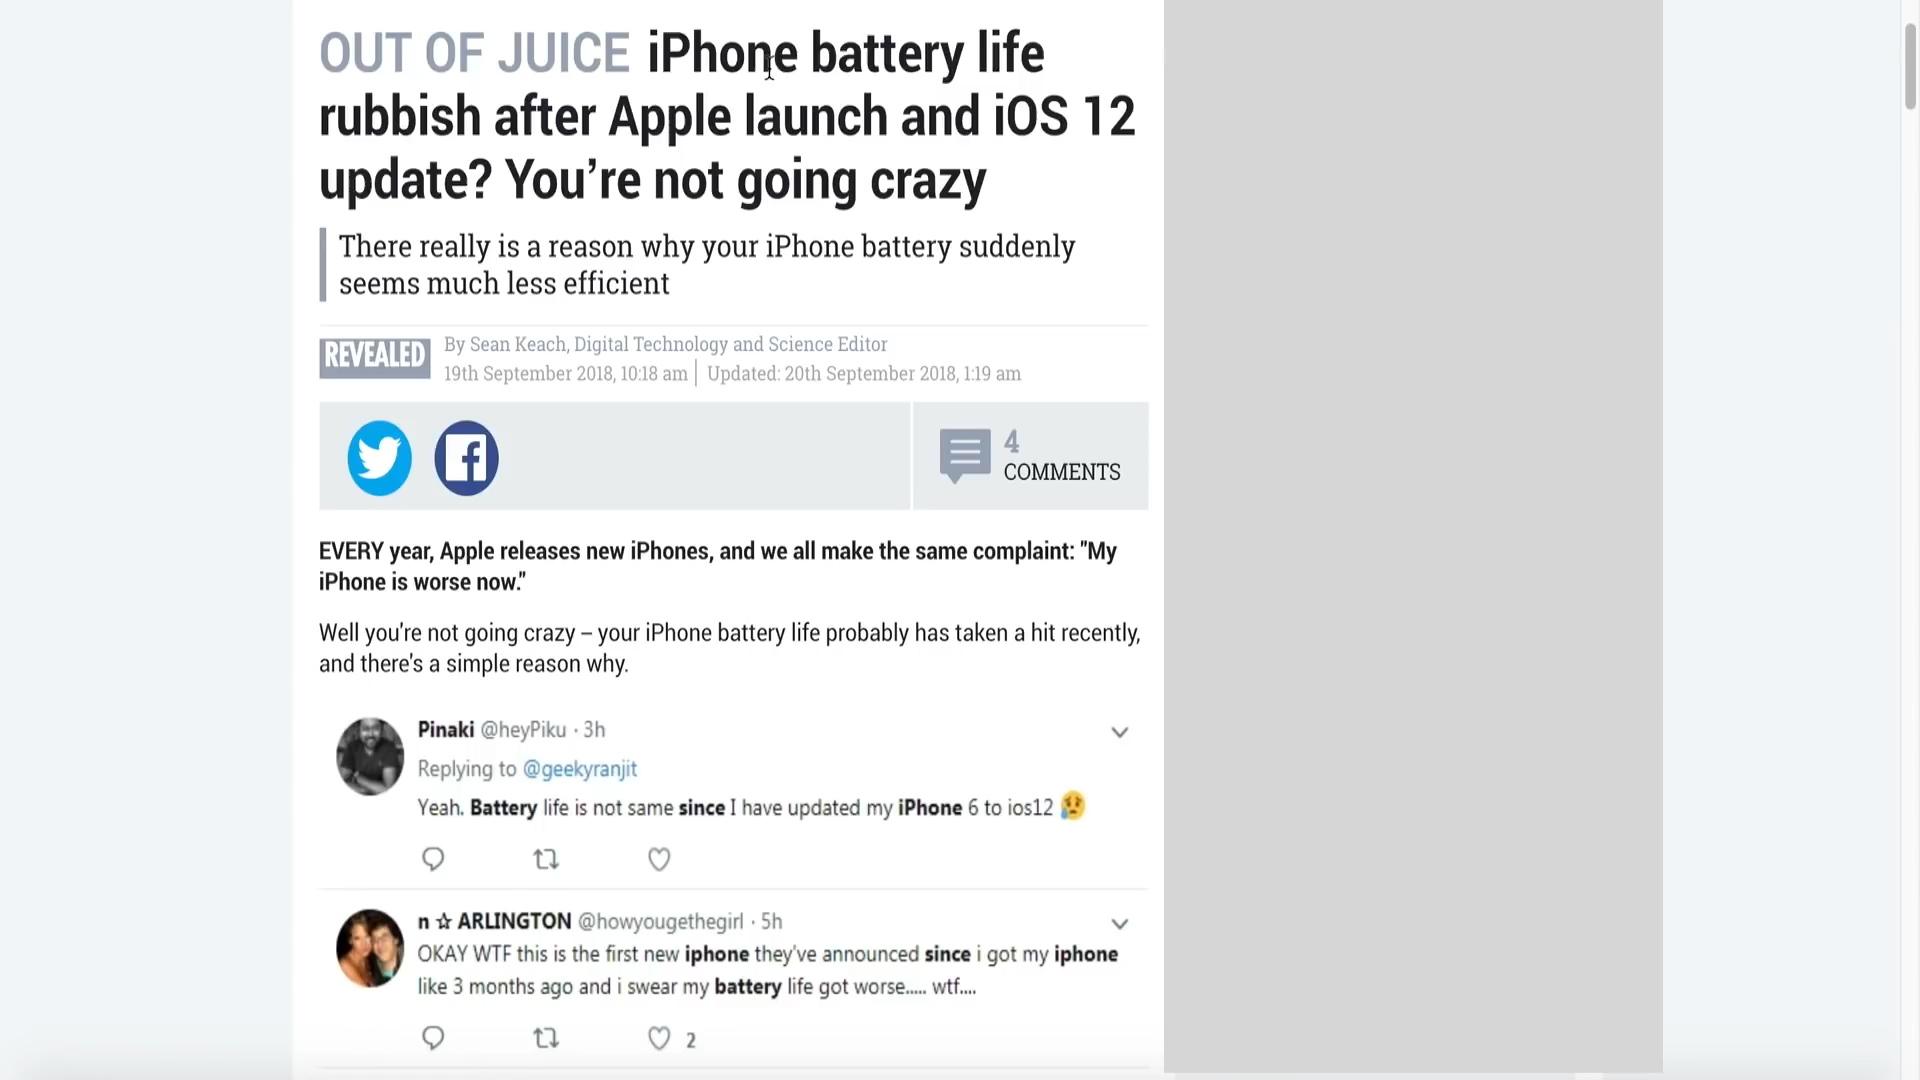 OUT OF JUICE iPhone battery life
rubbish after Apple launch and iOS 12
update? You’re not going crazy
There really is a reason why your iPhone battery suddenly
seems much less efficient
REVEALED
By Sean Keach, Digital Technology and Science Editor
19th September 2018, 10:18 am | Updated: 20th September 2018, 1:19 am
4
COMMENTS
EVERY year, Apple releases new iPhones, and we all make the same complaint: "My
iPhone is worse now."
Well you're not going crazy – your iPhone battery life probably has taken a hit recently,
and there's a simple reason why.
Pinaki @heyPiku · 3h
Replying to @geekyranjit
Yeah. Battery life is not same since I have updated my iPhone 6 to ios12 😥
n ☆ ARLINGTON @howyougethegirl · 5h
OKAY WTF this is the first new iphone they've announced since i got my iphone
like 3 months ago and i swear my battery life got worse..... wtf....
2